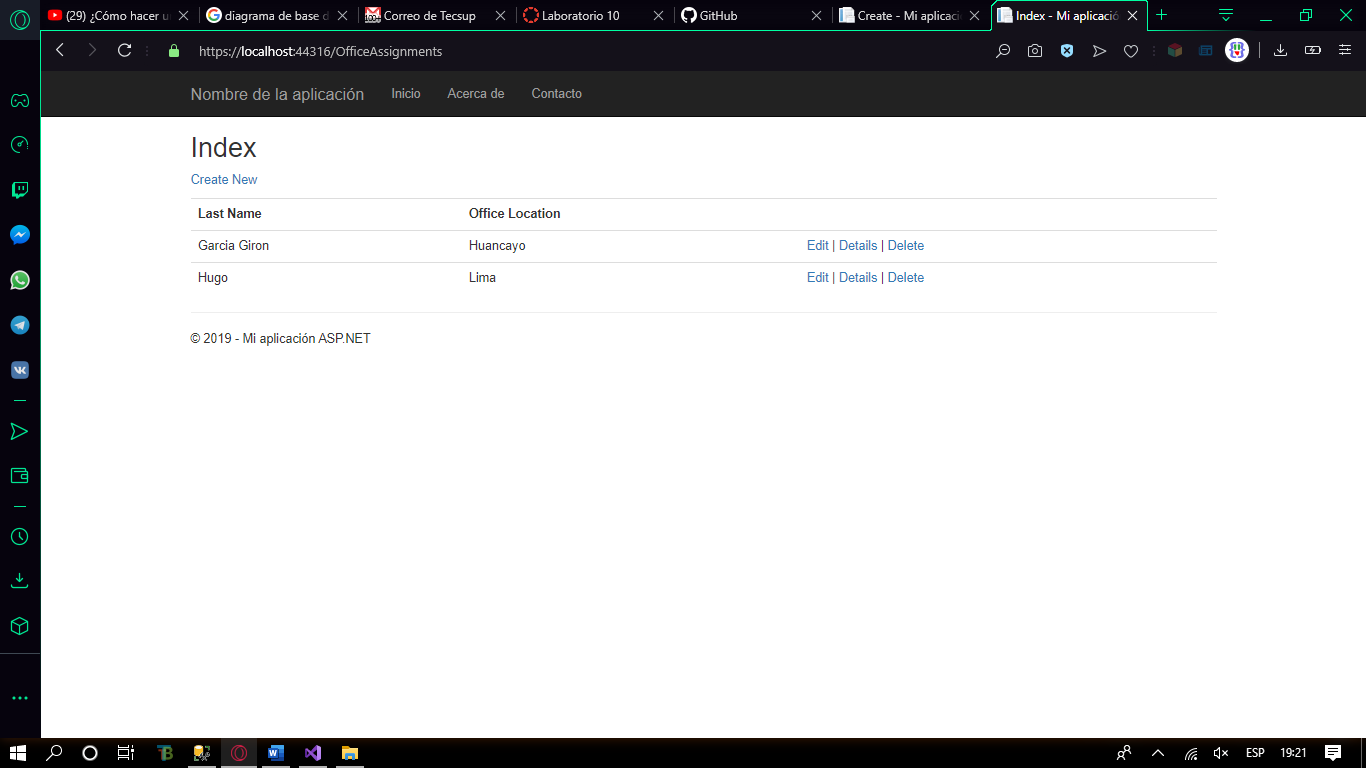 (29) ¿Cómo hacer u
diagrama de base d
Correo de Tecsup
Laboratorio 10
GitHub
Create - Mi aplicaci
Index - Mi aplicació
https://localhost:44316/OfficeAssignments
Nombre de la aplicación Inicio Acerca de Contacto
Index
Create New
Last Name Office Location
Garcia Giron Huancayo Edit | Details | Delete
Hugo Lima Edit | Details | Delete
© 2019 - Mi aplicación ASP.NET
ESP 19:21